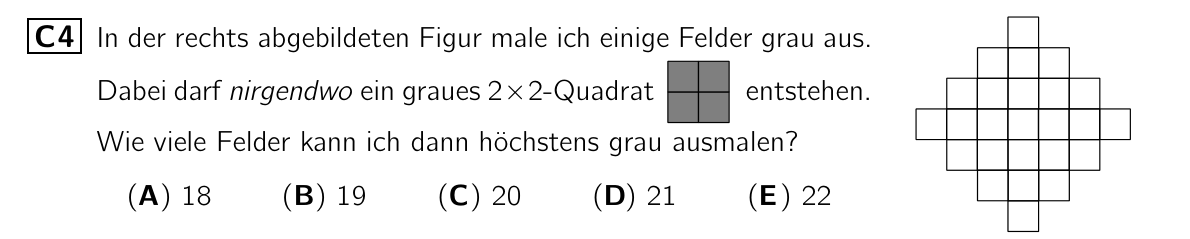 C4 In der rechts abgebildeten Figur male ich einige Felder grau aus.
Dabei darf nirgendwo ein graues 2×2-Quadrat entstehen.
Wie viele Felder kann ich dann höchstens grau ausmalen?
(A) 18 (B) 19 (C) 20 (D) 21 (E) 22